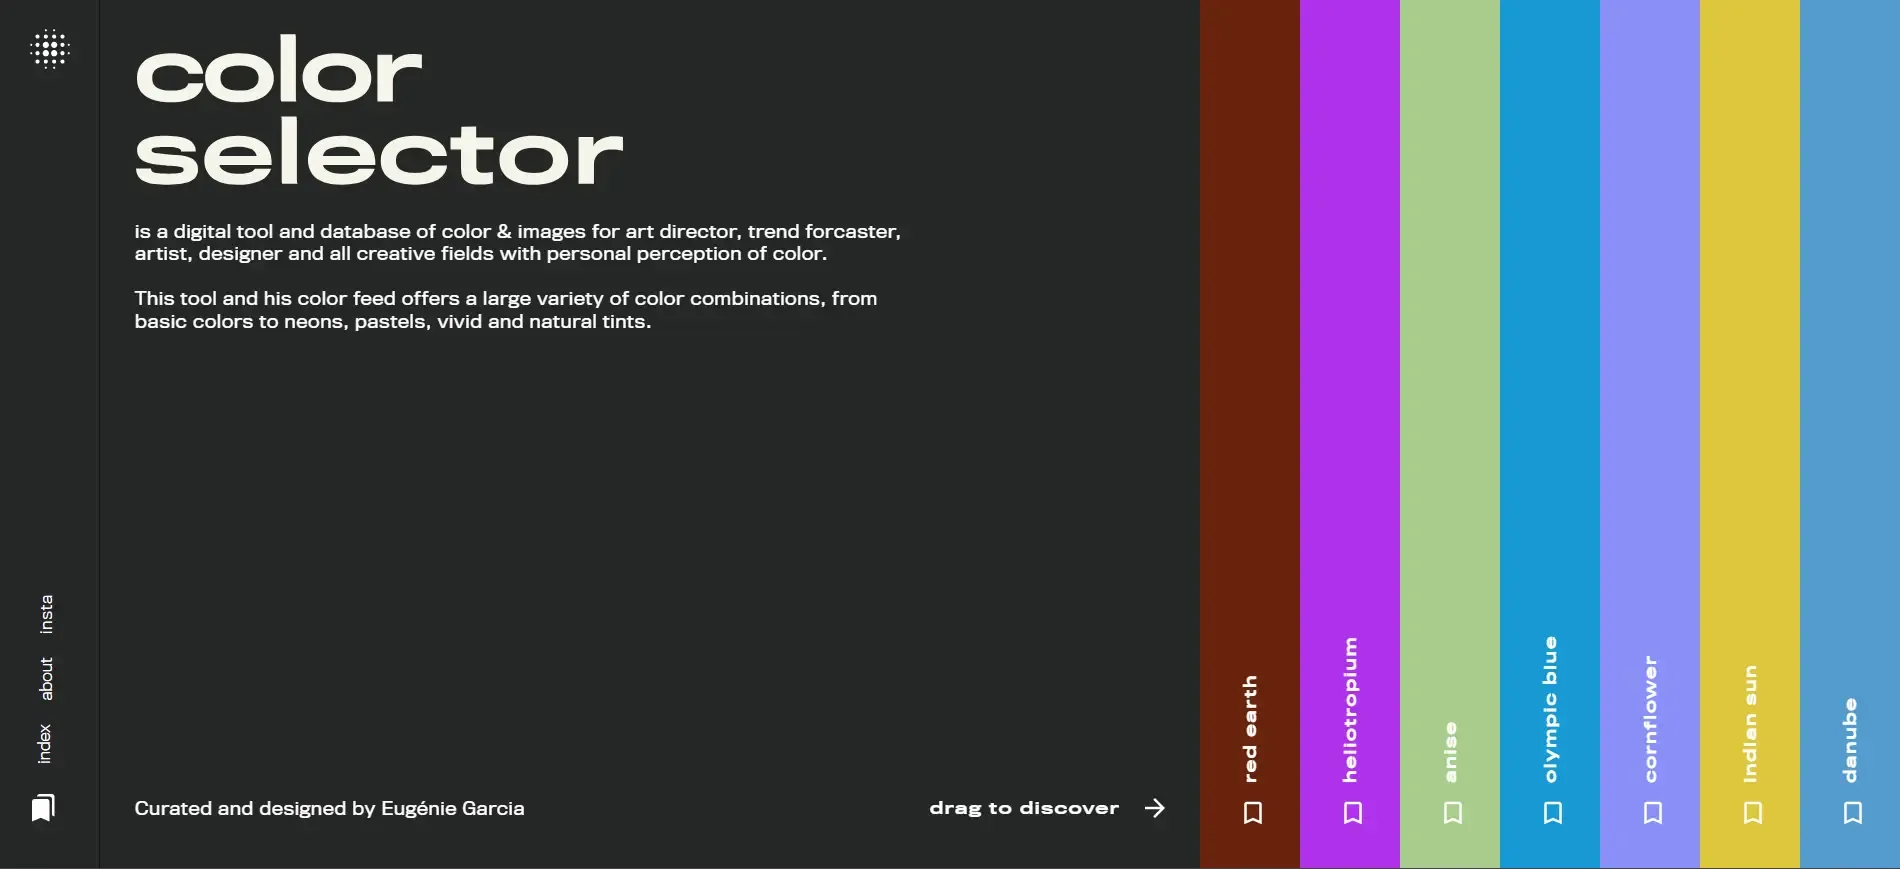 color
selector
is a digital tool and database of color & images for art director, trend forcaster,
artist, designer and all creative fields with personal perception of color.
This tool and his color feed offers a large variety of color combinations, from
basic colors to neons, pastels, vivid and natural tints.
insta
about
index
Curated and designed by Eugénie Garcia
drag to discover
red earth
heliotropium
anise
olympic blue
cornflower
indian sun
danube